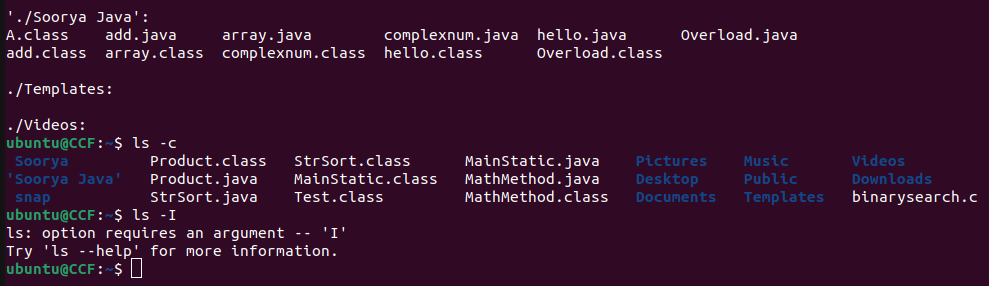 './Soorya Java':
A.class    add.java    array.java        complexnum.java  hello.java     Overload.java
add.class  array.class  complexnum.class  hello.class      Overload.class
./Templates:
./Videos:
ubuntu@CCF:~$ ls -c
Soorya         Product.class   StrSort.class      MainStatic.java    Pictures    Music       Videos
'Soorya Java'   Product.java    MainStatic.class   MathMethod.java    Desktop     Public      Downloads
snap           StrSort.java    Test.class         MathMethod.class   Documents   Templates   binarysearch.c
ubuntu@CCF:~$ ls -I
ls: option requires an argument -- 'I'
Try 'ls --help' for more information.
ubuntu@CCF:~$